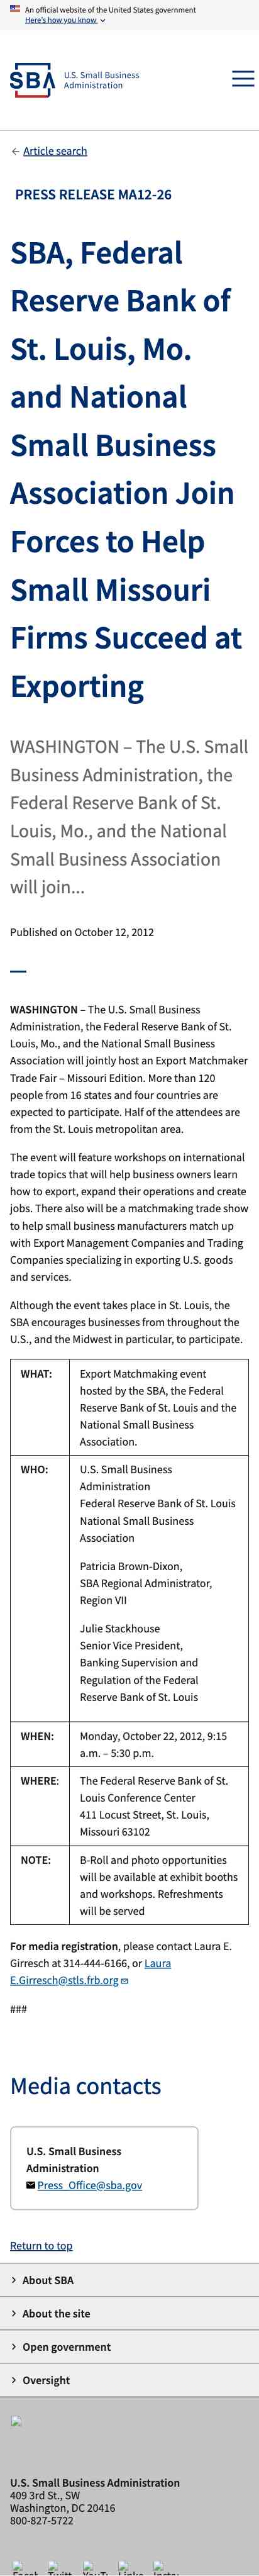 An official website of the United States government
Here's how you know
SBA
U.S. Small Business
Administration
Article search
PRESS RELEASE MA12-26
SBA, Federal
Reserve Bank of
St. Louis, Mo.
and National
Small Business
Association Join
Forces to Help
Small Missouri
Firms Succeed at
Exporting
WASHINGTON – The U.S. Small
Business Administration, the
Federal Reserve Bank of St.
Louis, Mo., and the National
Small Business Association
will join...
Published on October 12, 2012
WASHINGTON – The U.S. Small Business
Administration, the Federal Reserve Bank of St.
Louis, Mo., and the National Small Business
Association will jointly host an Export Matchmaker
Trade Fair – Missouri Edition. More than 120
people from 16 states and four countries are
expected to participate. Half of the attendees are
from the St. Louis metropolitan area.
The event will feature workshops on international
trade topics that will help business owners learn
how to export, expand their operations and create
jobs. There also will be a matchmaking trade show
to help small business manufacturers match up
with Export Management Companies and Trading
Companies specializing in exporting U.S. goods
and services.
Although the event takes place in St. Louis, the
SBA encourages businesses from throughout the
U.S., and the Midwest in particular, to participate.
WHAT:
Export Matchmaking event
hosted by the SBA, the Federal
Reserve Bank of St. Louis and the
National Small Business
Association.
WHO:
U.S. Small Business
Administration
Federal Reserve Bank of St. Louis
National Small Business
Association
Patricia Brown-Dixon,
SBA Regional Administrator,
Region VII
Julie Stackhouse
Senior Vice President,
Banking Supervision and
Regulation of the Federal
Reserve Bank of St. Louis
WHEN:
Monday, October 22, 2012, 9:15
a.m. – 5:30 p.m.
WHERE:
The Federal Reserve Bank of St.
Louis Conference Center
411 Locust Street, St. Louis,
Missouri 63102
NOTE:
B-Roll and photo opportunities
will be available at exhibit booths
and workshops. Refreshments
will be served
For media registration, please contact Laura E.
Girresch at 314-444-6166, or Laura
E.Girresch@stls.frb.org
###
Media contacts
U.S. Small Business
Administration
Press_Office@sba.gov
Return to top
About SBA
About the site
Open government
Oversight
U.S. Small Business Administration
409 3rd St., SW
Washington, DC 20416
800-827-5722